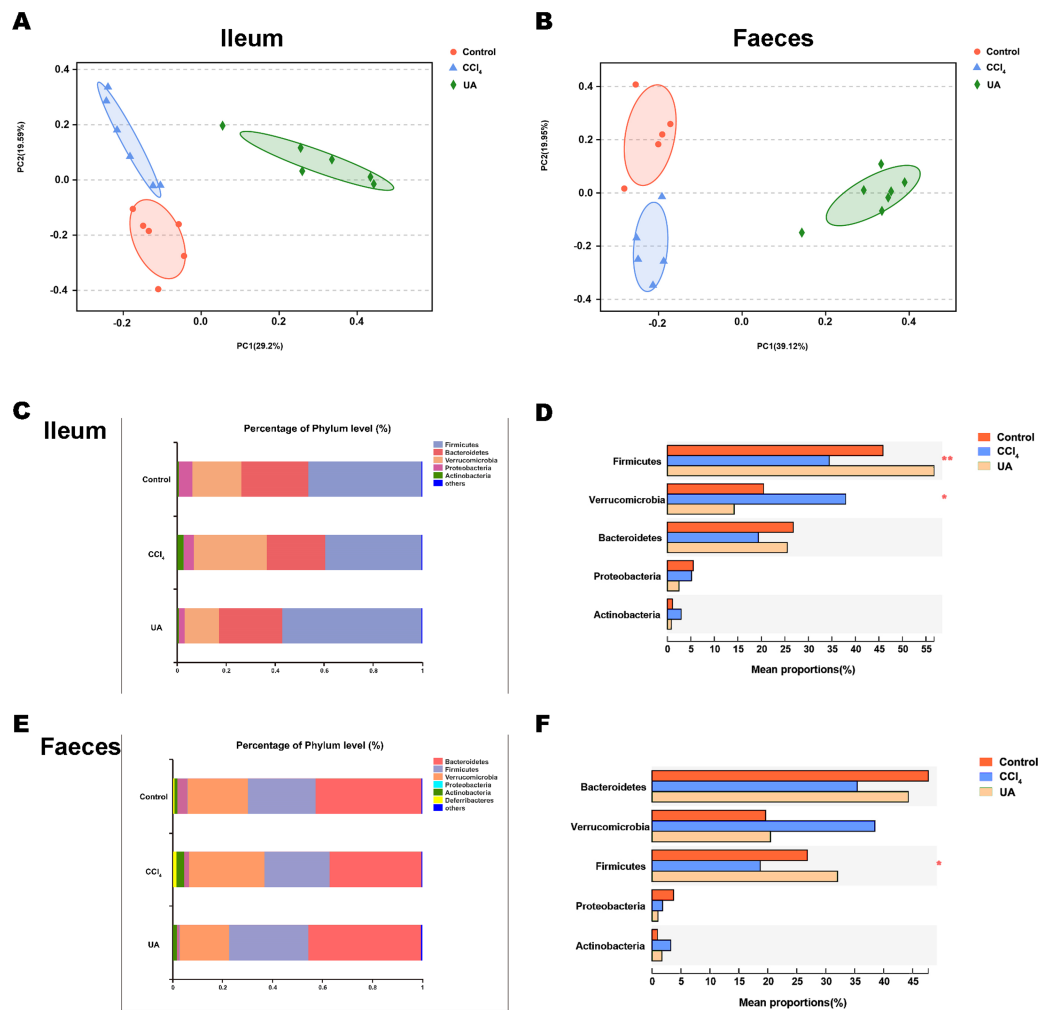 A
Ileum
Control
CCl4
UA
0.4
0.2
0.0
-0.2
-0.4
PC2(19.59%)
-0.2
0.0
0.2
0.4
PC1(29.2%)
B
Faeces
Control
CCl4
UA
0.4
0.2
0.0
-0.2
-0.4
PC2(19.95%)
-0.2
0.0
0.2
0.4
PC1(39.12%)
C
Ileum
Percentage of Phylum level (%)
Firmicutes
Bacteroidetes
Verrucomicrobia
Proteobacteria
Actinobacteria
others
Control
CCl4
UA
0 0.2 0.4 0.6 0.8 1
D
Control
CCl4
UA
Firmicutes
**
Verrucomicrobia
*
Bacteroidetes
Proteobacteria
Actinobacteria
0 5 10 15 20 25 30 35 40 45 50 55
Mean proportions(%)
E
Faeces
Percentage of Phylum level (%)
Bacteroidetes
Firmicutes
Verrucomicrobia
Proteobacteria
Actinobacteria
Deferribacteres
others
Control
CCl4
UA
0 0.2 0.4 0.6 0.8 1
F
Control
CCl4
UA
Bacteroidetes
Verrucomicrobia
Firmicutes
*
Proteobacteria
Actinobacteria
0 5 10 15 20 25 30 35 40 45
Mean proportions(%)